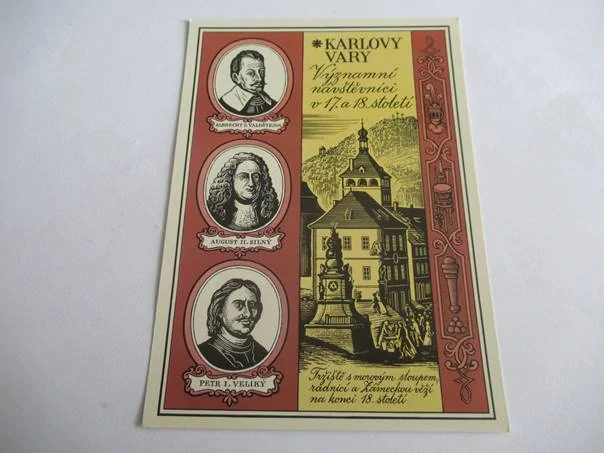 * KARLOVY
VARY
Významní
návštěvníci
v 17. a 18. století
ALBRECHT Z VALDŠTEJNA
AUGUST II. SILNÝ
PETR I. VELIKÝ
Tržiště s morovým sloupem,
radnicí a Zámeckou věží
na konci 18. století